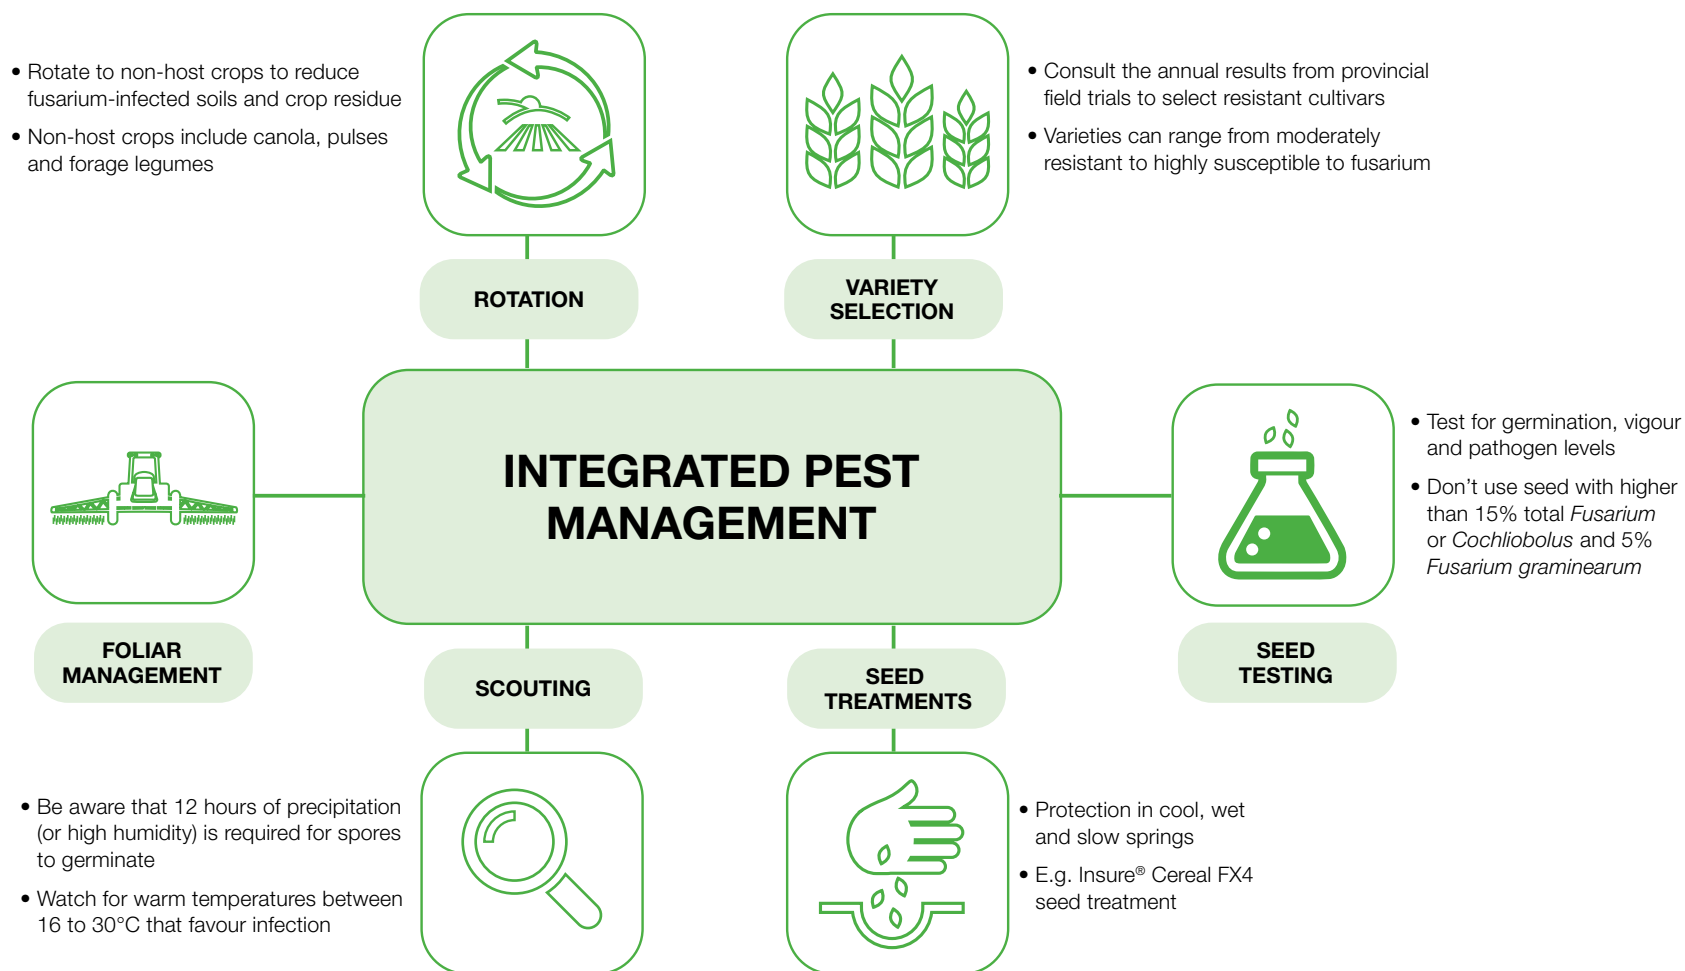 • Rotate to non-host crops to reduce
fusarium-infected soils and crop residue
• Non-host crops include canola, pulses
and forage legumes
• Consult the annual results from provincial
field trials to select resistant cultivars
• Varieties can range from moderately
resistant to highly susceptible to fusarium
ROTATION
VARIETY
SELECTION
INTEGRATED PEST
MANAGEMENT
• Test for germination, vigour
and pathogen levels
• Don’t use seed with higher
than 15% total Fusarium
or Cochliobolus and 5%
Fusarium graminearum
FOLIAR
MANAGEMENT
SCOUTING
SEED
TREATMENTS
SEED
TESTING
• Be aware that 12 hours of precipitation
(or high humidity) is required for spores
to germinate
• Watch for warm temperatures between
16 to 30°C that favour infection
• Protection in cool, wet
and slow springs
• E.g. Insure® Cereal FX4
seed treatment